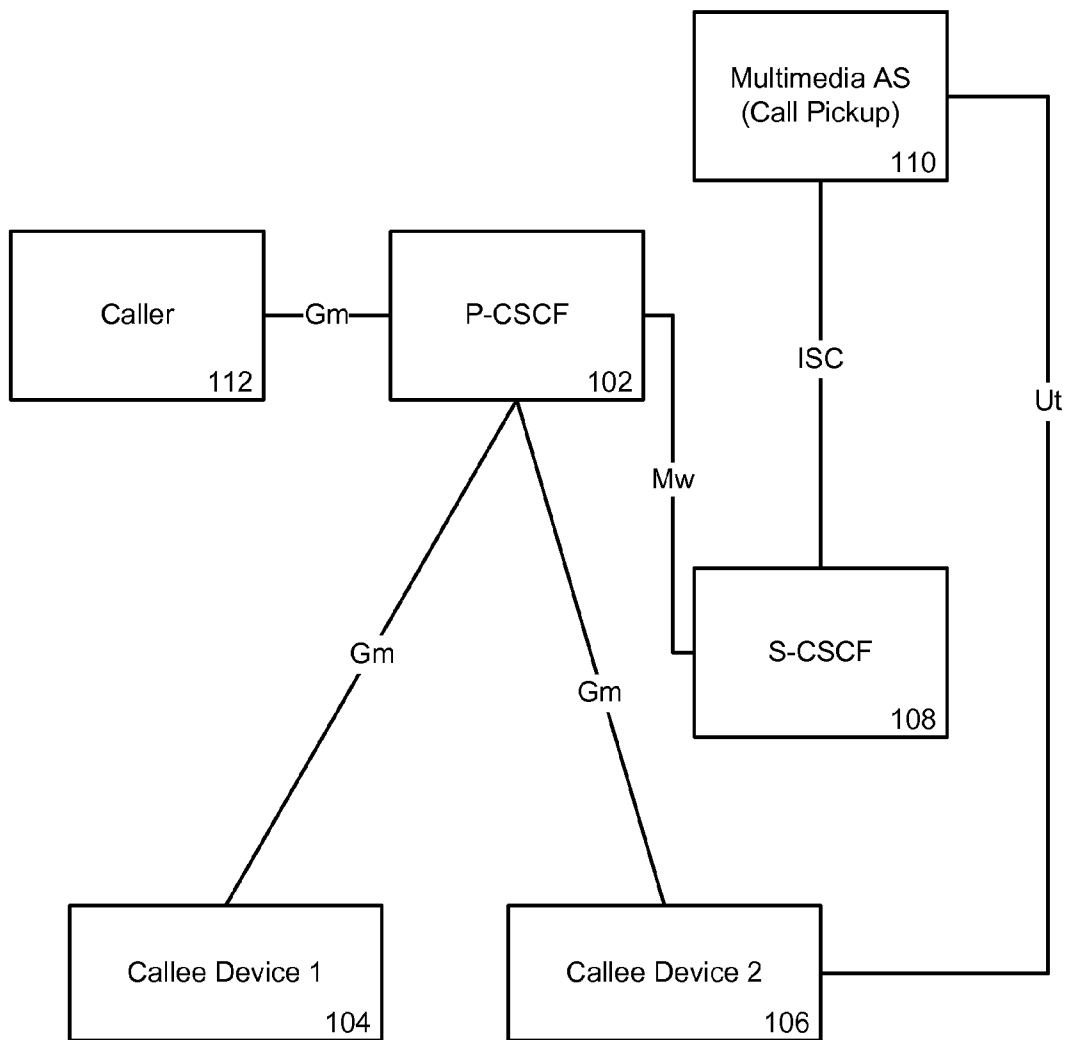 Multimedia AS
(Call Pickup)
110
Caller
112
Gm
P-CSCF
102
ISC
Ut
Mw
Gm
Gm
S-CSCF
108
Callee Device 1
104
Callee Device 2
106